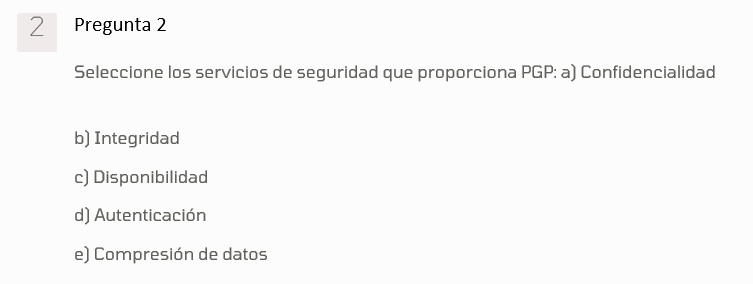 2
Pregunta 2
Seleccione los servicios de seguridad que proporciona PGP: a) Confidencialidad
b) Integridad
c) Disponibilidad
d) Autenticación
e) Compresión de datos